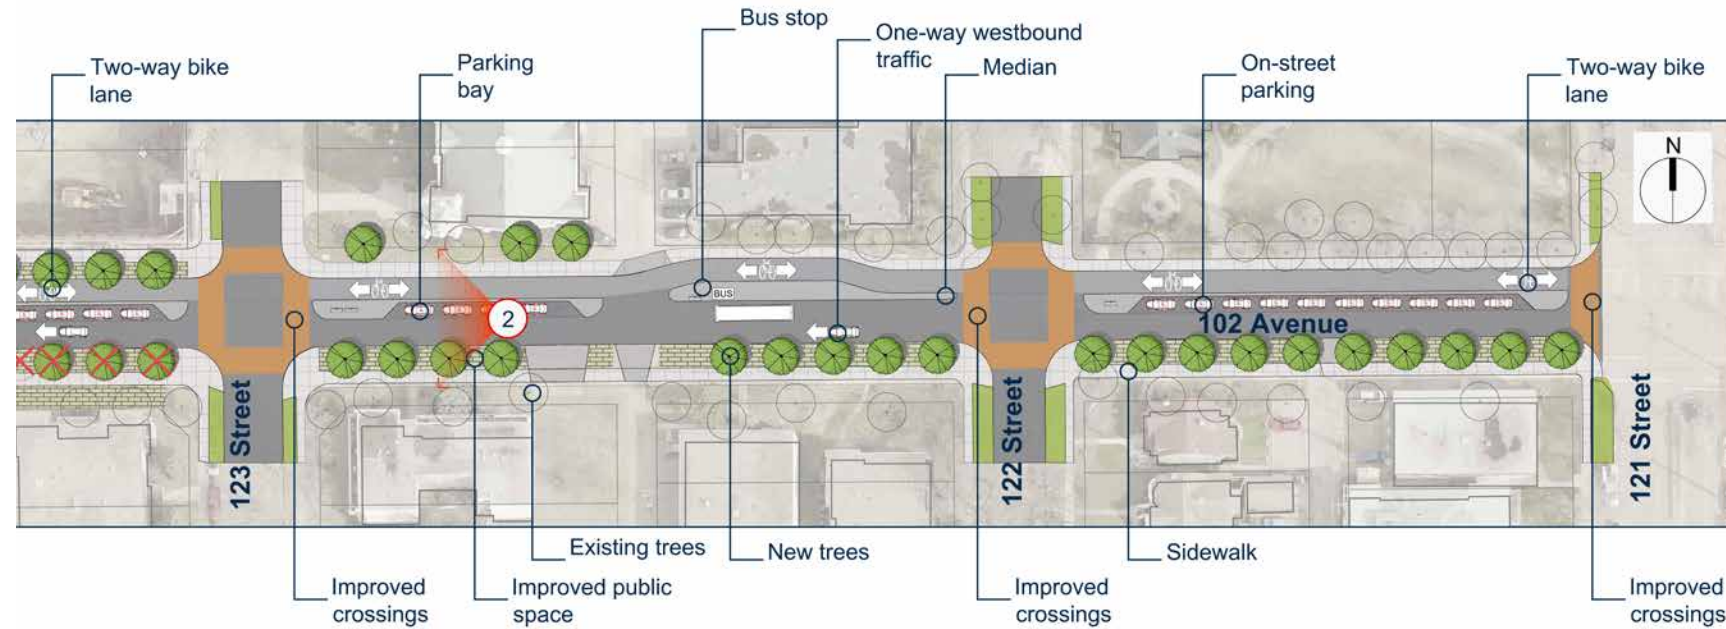 Bus stop
One-way westbound
traffic
Two-way bike
lane
Parking
bay
Median
On-street
parking
Two-way bike
lane
N
BUS
2
102 Avenue
123 Street
122 Street
121 Street
Existing trees
New trees
Sidewalk
Improved
crossings
Improved public
space
Improved
crossings
Improved
crossings